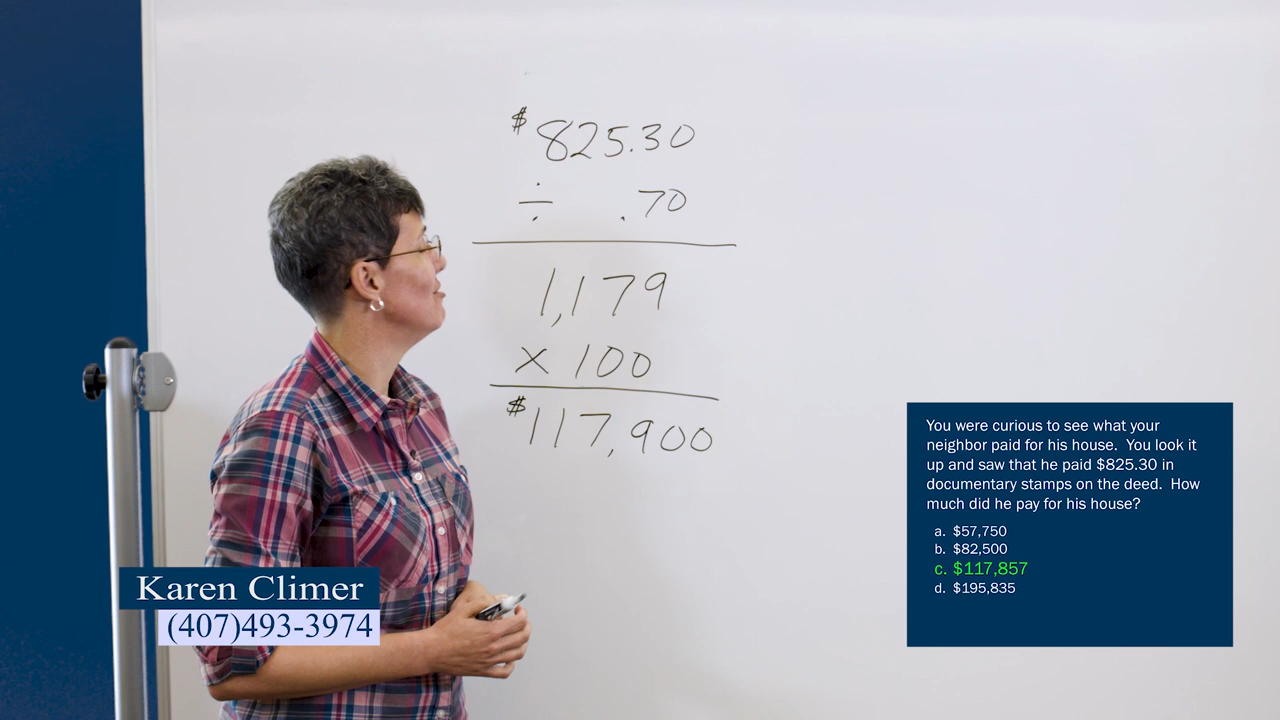 $825.30
÷ .70
1,179
x 100
$117,900
You were curious to see what your
neighbor paid for his house. You look it
up and saw that he paid $825.30 in
documentary stamps on the deed. How
much did he pay for his house?
a. $57,750
b. $82,500
c. $117,857
d. $195,835
Karen Climer
(407)493-3974